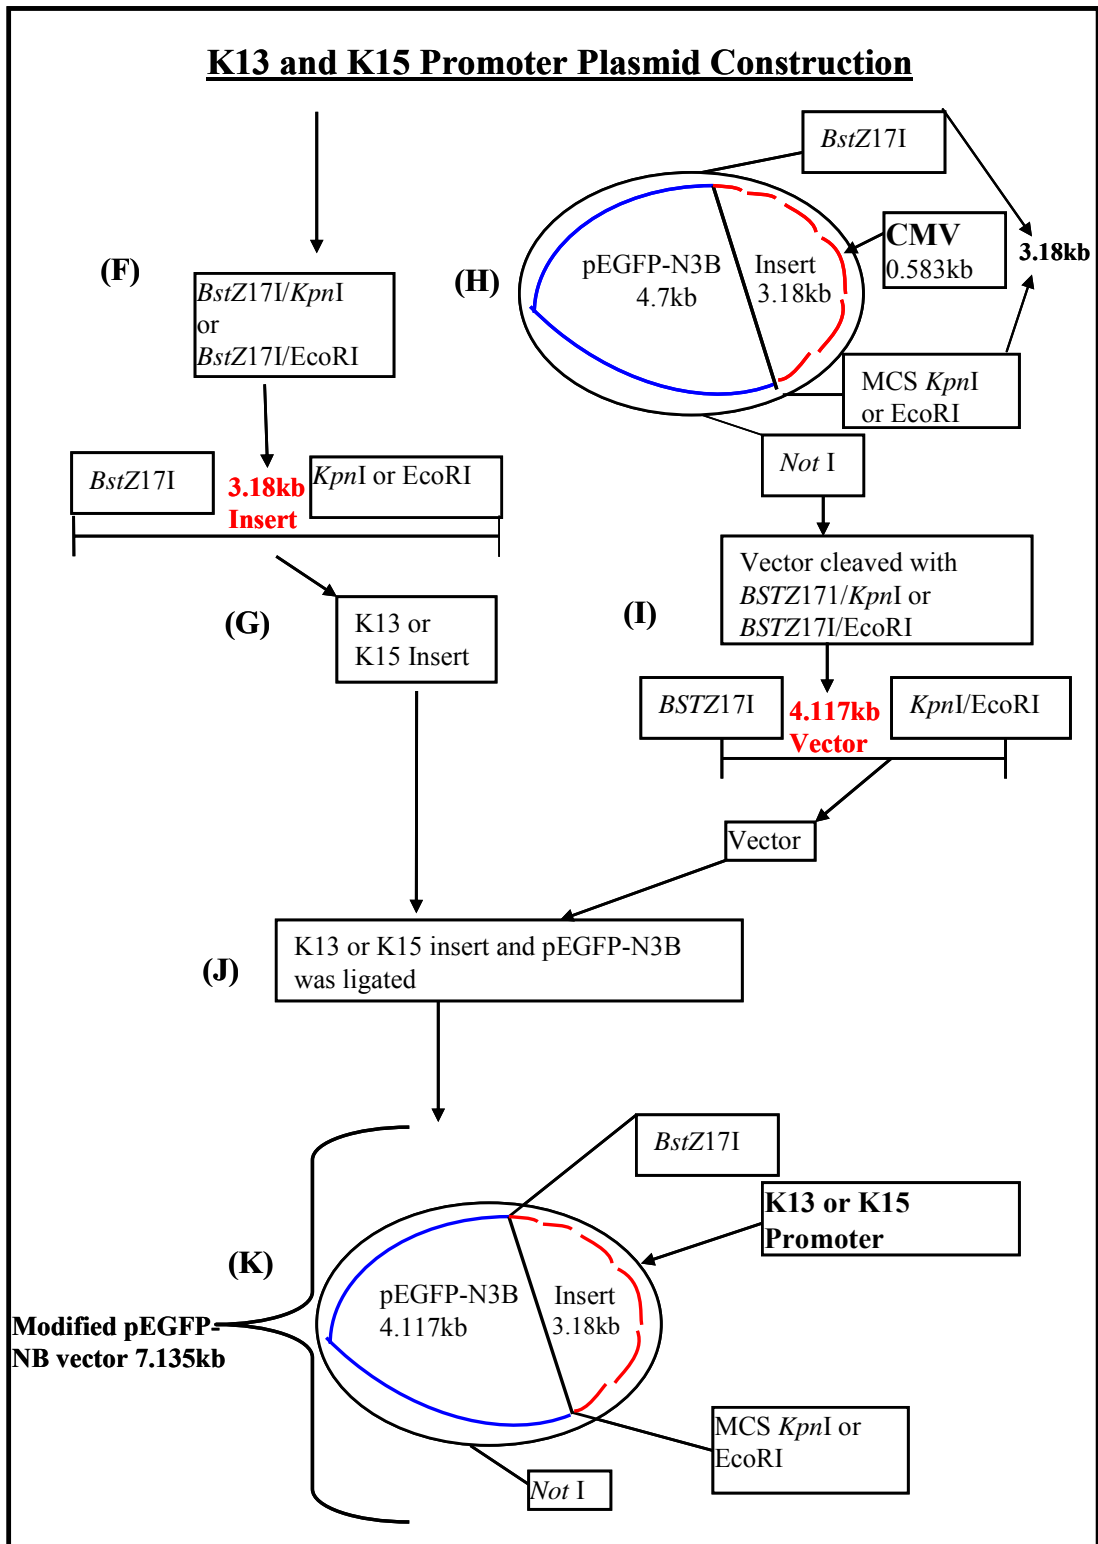 K13 and K15 Promoter Plasmid Construction
(F)
BstZ17I/KpnI
or
BstZ17I/EcoRI
BstZ17I
3.18kb
Insert
KpnI or EcoRI
(G)
K13 or
K15 Insert
(H)
BstZ17I
CMV
0.583kb
3.18kb
pEGFP-N3B
4.7kb
Insert
3.18kb
MCS KpnI
or EcoRI
Not I
(I)
Vector cleaved with
BSTZ171/KpnI or
BSTZ17I/EcoRI
BSTZ17I
4.117kb
Vector
KpnI/EcoRI
Vector
(J)
K13 or K15 insert and pEGFP-N3B
was ligated
(K)
BstZ17I
K13 or K15
Promoter
pEGFP-N3B
4.117kb
Insert
3.18kb
Modified pEGFP-
NB vector 7.135kb
MCS KpnI or
EcoRI
Not I